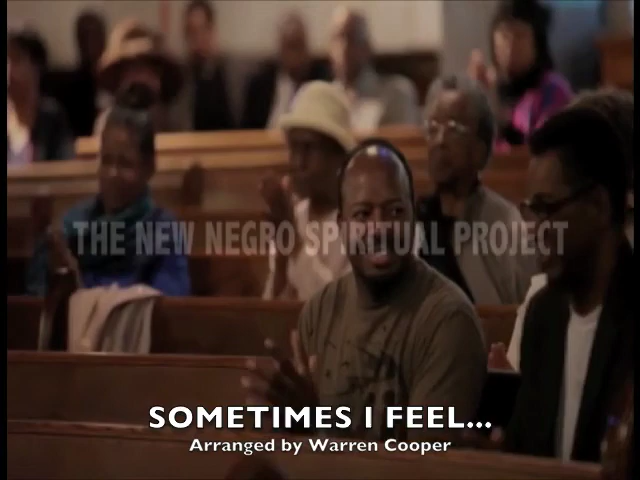 THE NEW NEGRO SPIRITUAL PROJECT
SOMETIMES I FEEL...
Arranged by Warren Cooper